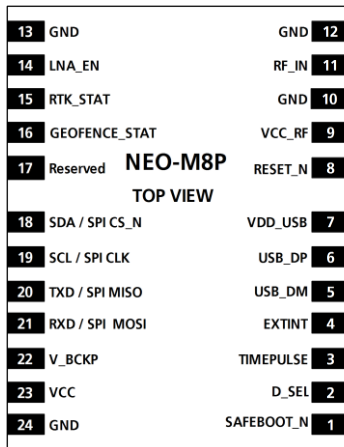 13 GND GND 12
14 LNA_EN RF_IN 11
15 RTK_STAT GND 10
16 GEOFENCE_STAT VCC_RF 9
17 Reserved NEO-M8P RESET_N 8
TOP VIEW
18 SDA / SPI CS_N VDD_USB 7
19 SCL / SPI CLK USB_DP 6
20 TXD / SPI MISO USB_DM 5
21 RXD / SPI MOSI EXTINT 4
22 V_BCKP TIMEPULSE 3
23 VCC D_SEL 2
24 GND SAFEBOOT_N 1